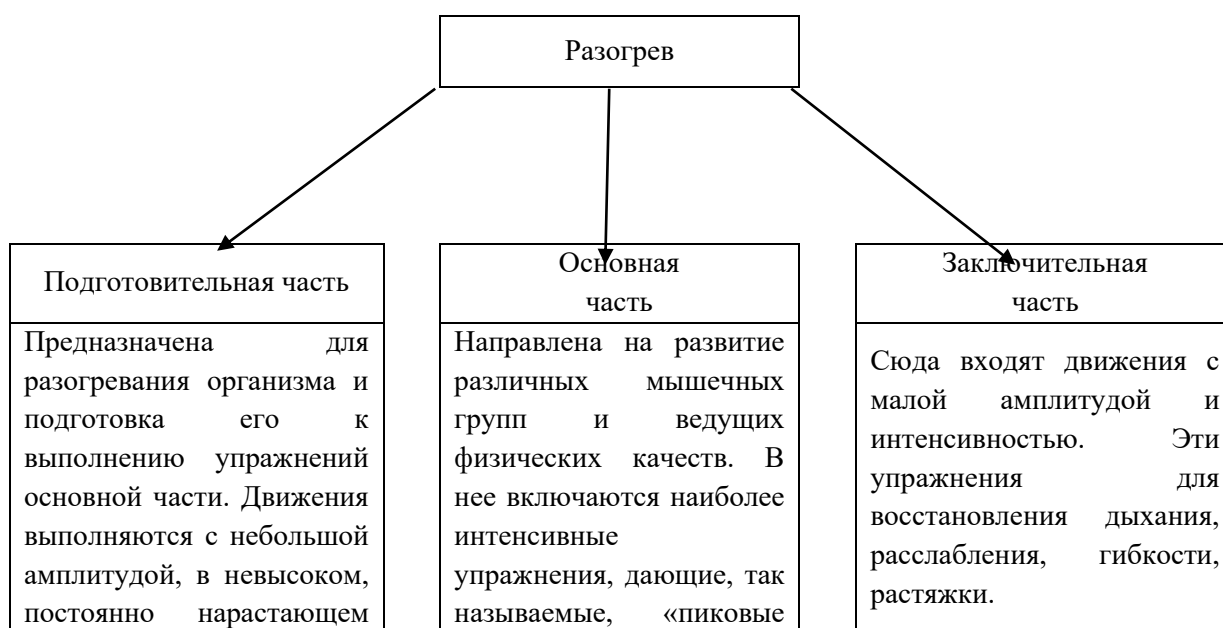 Разогрев
Подготовительная часть
Предназначена для
разогревания организма и
подготовка его к
выполнению упражнений
основной части. Движения
выполняются с небольшой
амплитудой, в невысоком,
постоянно нарастающем
Основная
часть
Направлена на развитие
различных мышечных
групп и ведущих
физических качеств. В
нее включаются наиболее
интенсивные
упражнения, дающие, так
называемые, «пиковые
Заключительная
часть
Сюда входят движения с
малой амплитудой и
интенсивностью. Эти
упражнения для
восстановления дыхания,
расслабления, гибкости,
растяжки.